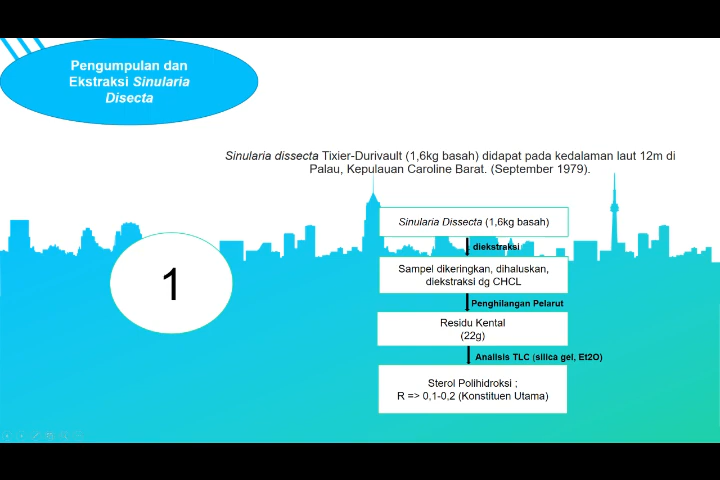 Pengumpulan dan
Ekstraksi Sinularia
Disecta
Sinularia dissecta Tixier-Durivault (1,6kg basah) didapat pada kedalaman laut 12m di
Palau, Kepulauan Caroline Barat. (September 1979).
1
Sinularia Dissecta (1,6kg basah)
diekstraksi
Sampel dikeringkan, dihaluskan,
diekstraksi dg CHCL
Penghilangan Pelarut
Residu Kental
(22g)
Analisis TLC (silica gel, Et2O)
Sterol Polihidroksi ;
R => 0,1-0,2 (Konstituen Utama)